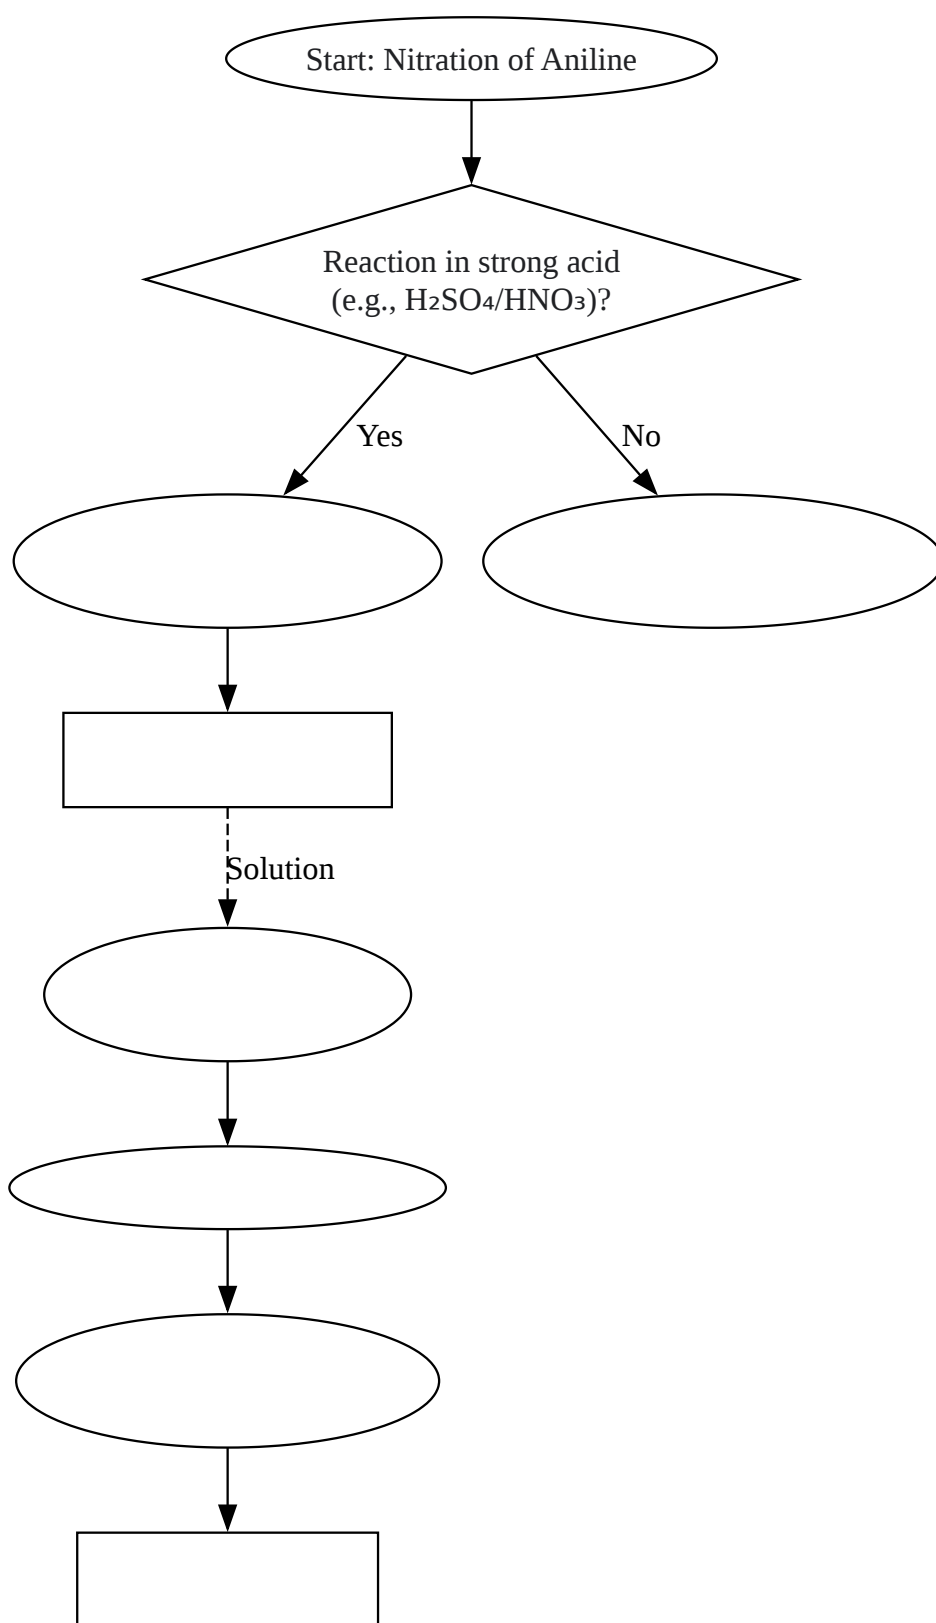 Start: Nitration of Aniline
Reaction in strong acid
(e.g., H₂SO₄/HNO₃)?
Yes
No
Solution